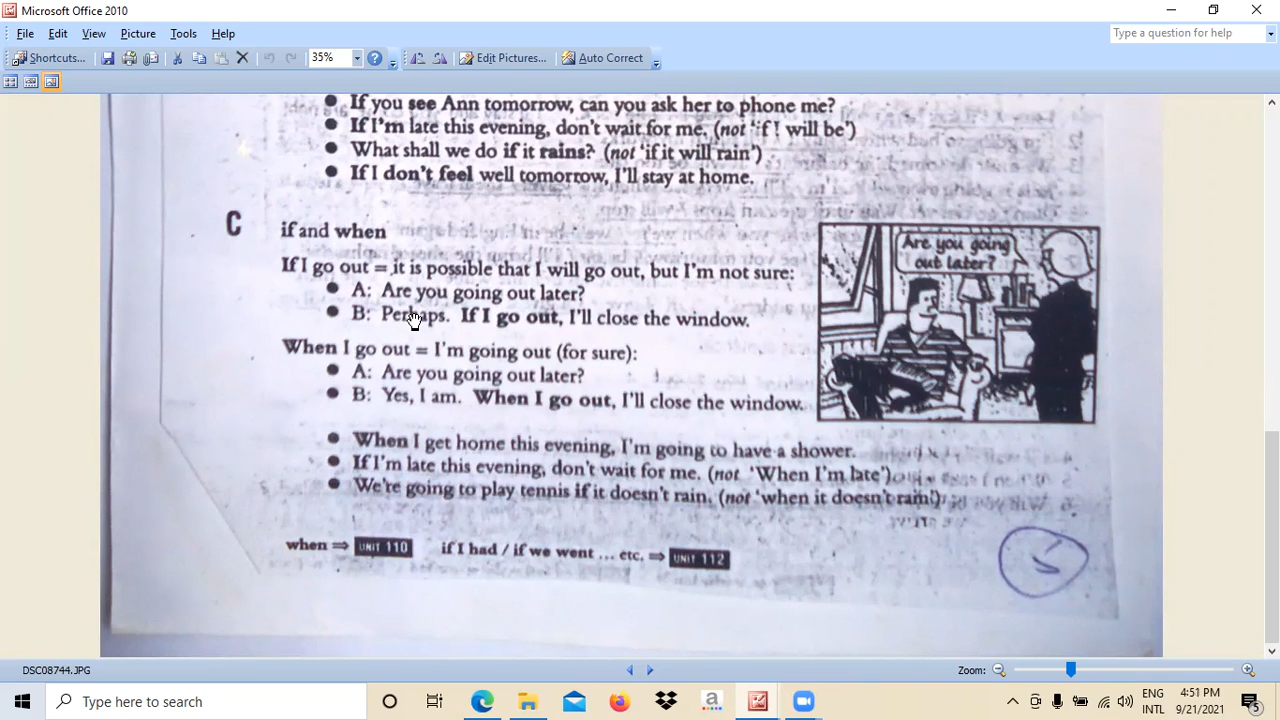 Microsoft Office 2010
File Edit View Picture Tools Help
Type a question for help
Shortcuts... 35% Edit Pictures... Auto Correct
● If you see Ann tomorrow, can you ask her to phone me?
● If I'm late this evening, don't wait for me. (not 'if I will be')
● What shall we do if it rains? (not 'if it will rain')
● If I don't feel well tomorrow, I'll stay at home.
C if and when
If I go out = it is possible that I will go out, but I'm not sure:
● A: Are you going out later?
● B: Perhaps. If I go out, I'll close the window.
When I go out = I'm going out (for sure):
● A: Are you going out later?
● B: Yes, I am. When I go out, I'll close the window.
Are you going
out later?
● When I get home this evening, I'm going to have a shower.
● If I'm late this evening, don't wait for me. (not 'When I'm late')
● We're going to play tennis if it doesn't rain. (not 'when it doesn't rain')
when ⇒ UNIT 110 if I had / if we went ... etc. ⇒ UNIT 112
5
DSC08744.JPG
Zoom:
Type here to search
ENG 4:51 PM
INTL 9/21/2021
5